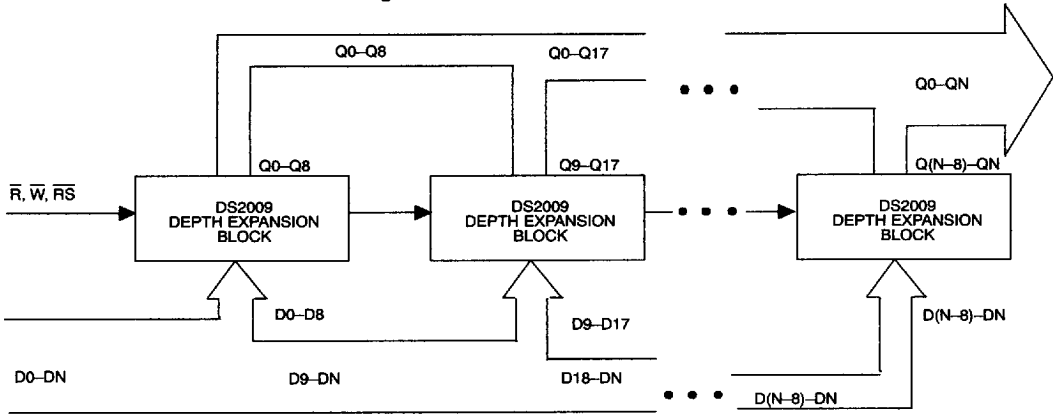 Q0–Q8
Q0–Q17
Q0–QN
Q0–Q8
Q9–Q17
Q(N–8)–QN
R̅, W̅, R̅S̅
DS2009
DEPTH EXPANSION
BLOCK
DS2009
DEPTH EXPANSION
BLOCK
DS2009
DEPTH EXPANSION
BLOCK
D0–D8
D9–D17
D(N–8)–DN
D0–DN
D9–DN
D18–DN
D(N–8)–DN